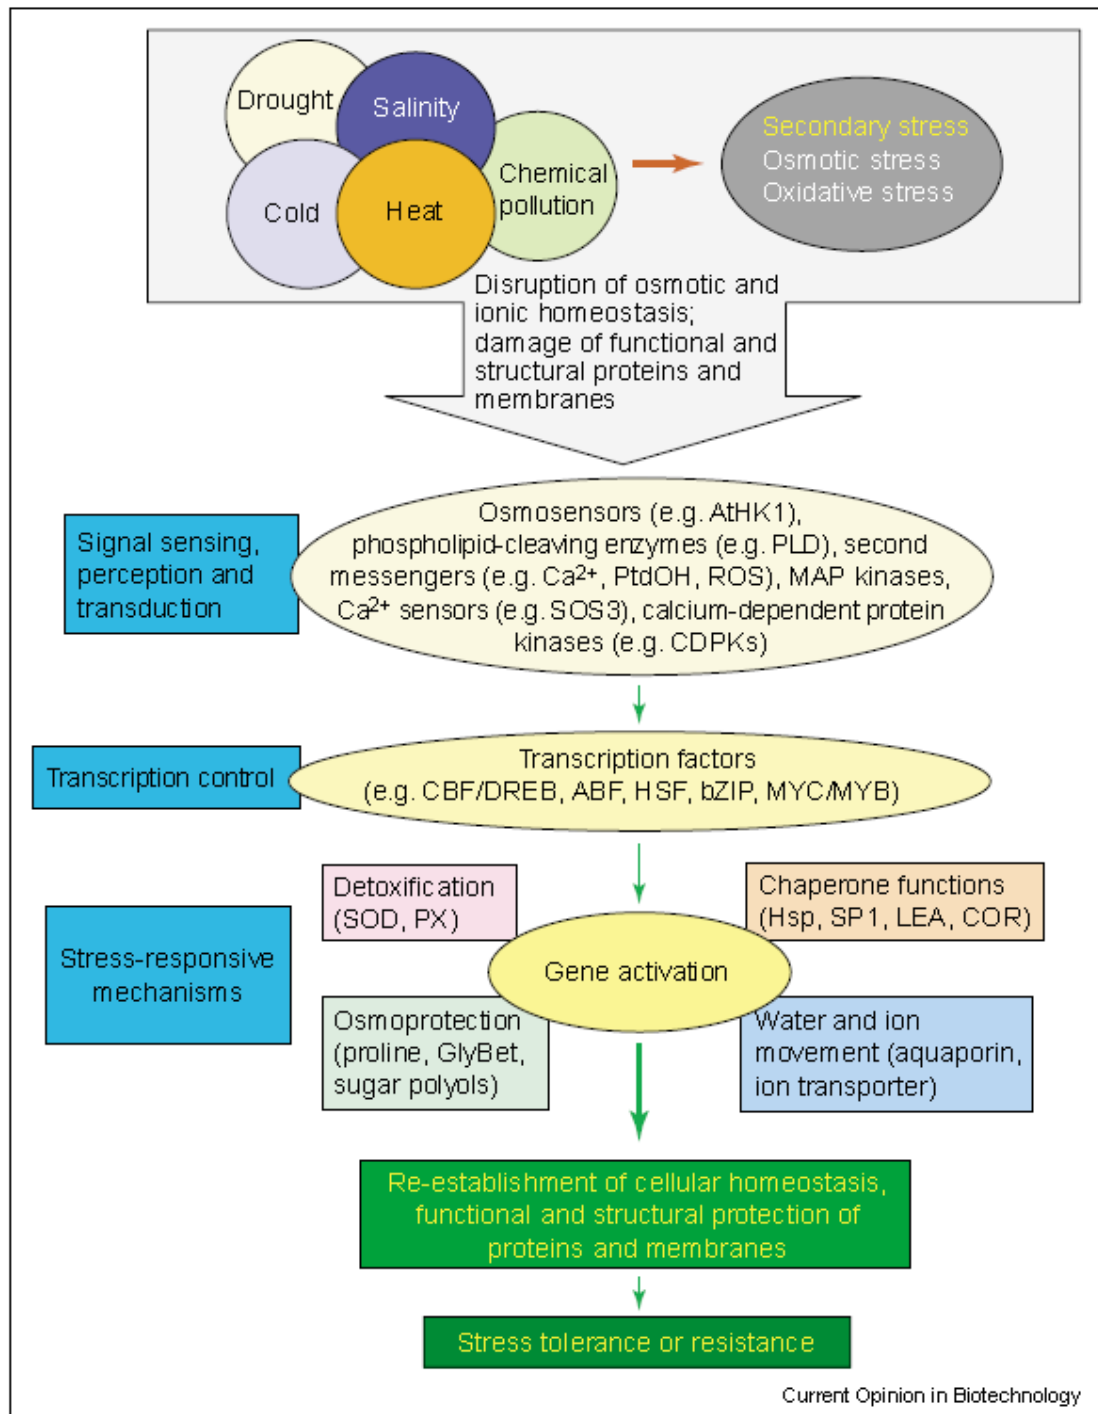 Drought
Salinity
Cold
Heat
Chemical
pollution
Secondary stress
Osmotic stress
Oxidative stress
Disruption of osmotic and
ionic homeostasis;
damage of functional and
structural proteins and
membranes
Signal sensing,
perception and
transduction
Osmosensors (e.g. AtHK1),
phospholipid-cleaving enzymes (e.g. PLD), second
messengers (e.g. Ca²⁺, PtdOH, ROS), MAP kinases,
Ca²⁺ sensors (e.g. SOS3), calcium-dependent protein
kinases (e.g. CDPKs)
Transcription control
Transcription factors
(e.g. CBF/DREB, ABF, HSF, bZIP, MYC/MYB)
Stress-responsive
mechanisms
Detoxification
(SOD, PX)
Chaperone functions
(Hsp, SP1, LEA, COR)
Gene activation
Osmoprotection
(proline, GlyBet,
sugar polyols)
Water and ion
movement (aquaporin,
ion transporter)
Re-establishment of cellular homeostasis,
functional and structural protection of
proteins and membranes
Stress tolerance or resistance
Current Opinion in Biotechnology